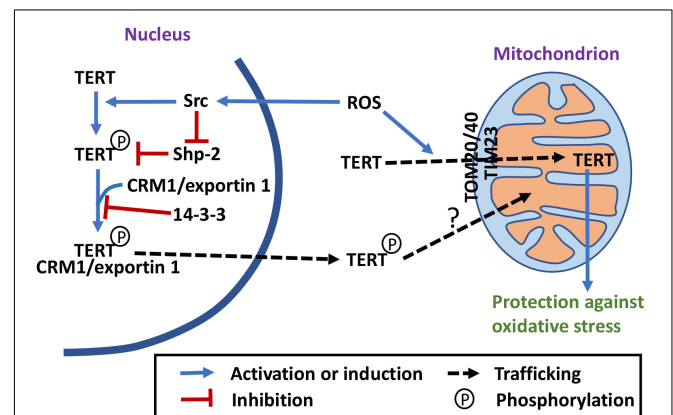 Nucleus
Mitochondrion
TERT
Src
ROS
TOM20/40
TIM23
TERT
P
Shp-2
TERT
TERT
CRM1/exportin 1
14-3-3
?
TERT
P
CRM1/exportin 1
TERT
P
Protection against
oxidative stress
Activation or induction
Trafficking
Inhibition
P
Phosphorylation